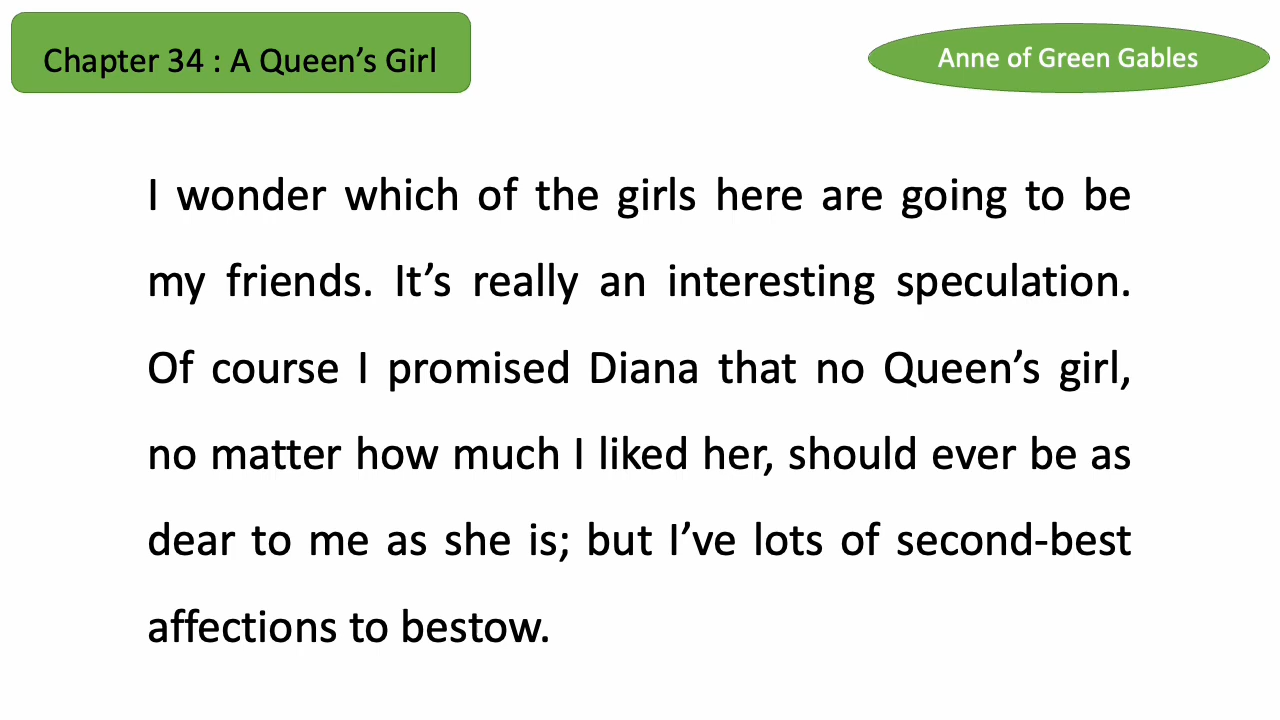 Chapter 34 : A Queen’s Girl
Anne of Green Gables
I wonder which of the girls here are going to be
my friends. It’s really an interesting speculation.
Of course I promised Diana that no Queen’s girl,
no matter how much I liked her, should ever be as
dear to me as she is; but I’ve lots of second-best
affections to bestow.